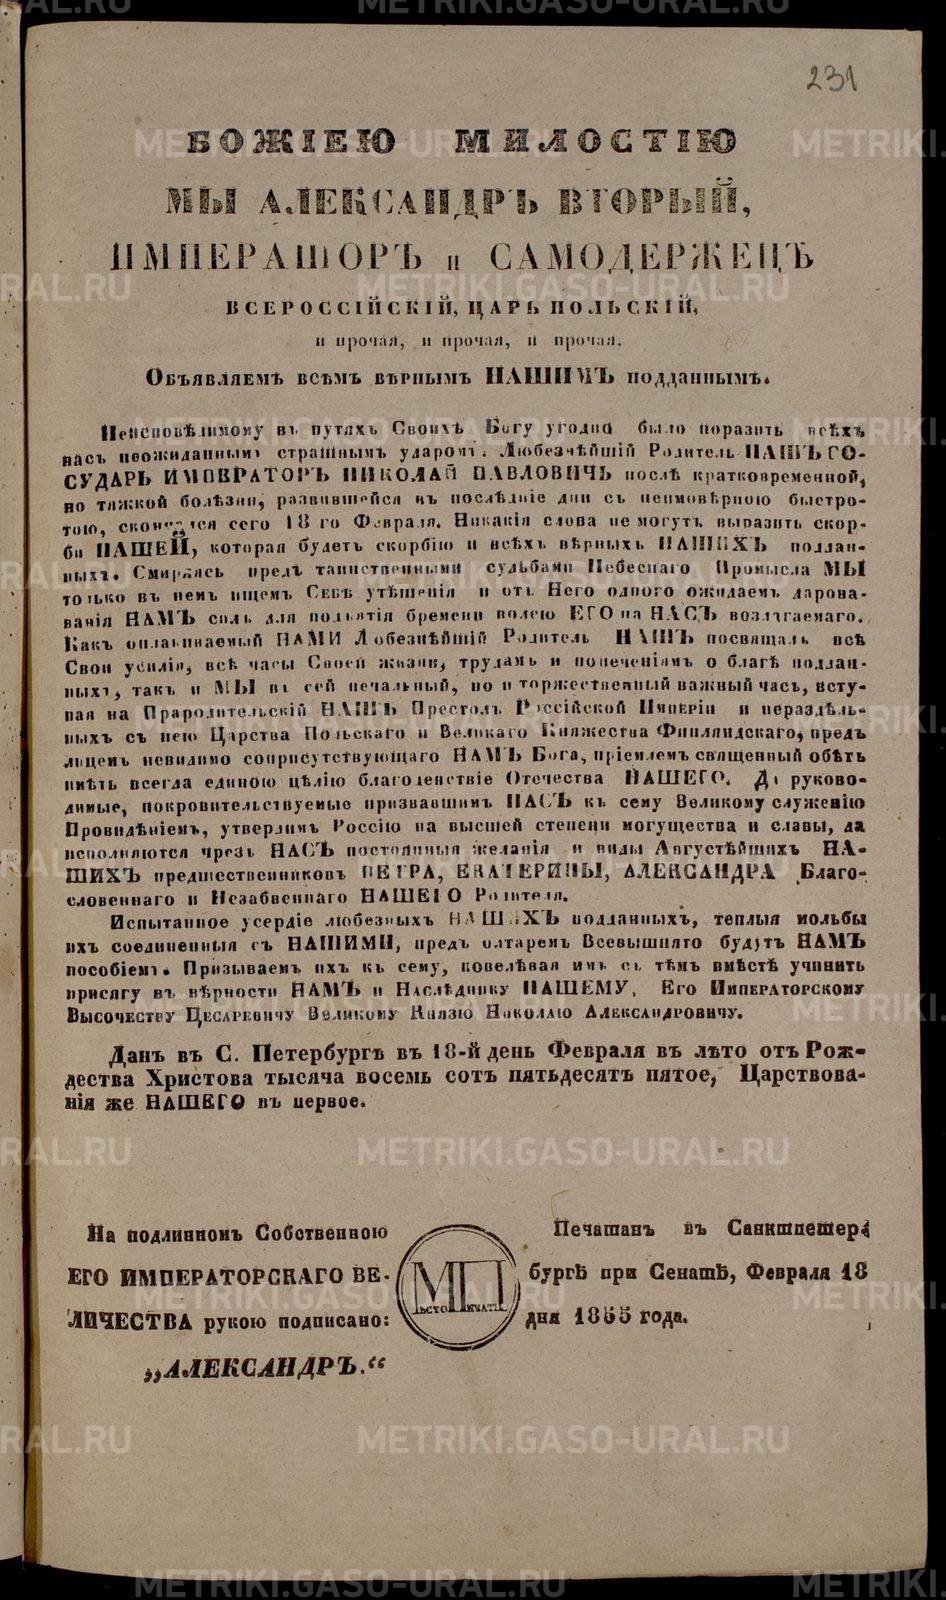 231
БОЖІЕЮ МИЛОСТІЮ
МЫ АЛЕКСАНДРЪ ВТОРЫЙ,
ИМПЕРАТОРЪ и САМОДЕРЖЕЦЪ
ВСЕРОССІЙСКІЙ, ЦАРЬ ПОЛЬСКІЙ,
и прочая, и прочая, и прочая.
Объявляемъ всѣмъ вѣрнымъ НАШИМЪ подданнымъ.
Неисповѣдимому въ путяхъ Своихъ Богу угодно было поразить всѣхъ
насъ неожиданнымъ страшнымъ ударомъ. Любезнѣйшій Родитель НАШЪ ГО-
СУДАРЬ ИМПЕРАТОРЪ НИКОЛАЙ ПАВЛОВИЧЬ послѣ кратковременной,
но тяжкой болѣзни, развившейся въ послѣдніе дни съ неимовѣрною быстро-
тою, скончался сего 18 го Февраля. Никакія слова не могутъ выразить скор-
би НАШЕЙ, которая будетъ скорбію и всѣхъ вѣрныхъ НАШИХЪ поддан-
ныхъ. Смиряясь предъ таинственными судьбами Небеснаго Промысла МЫ
только въ немъ ищемъ Себѣ утѣшенія и отъ Него одного ожидаемъ дарова-
ванія НАМЪ силъ для поднятія бремени волею ЕГО на НАСЪ возлагаемаго.
Какъ оплакиваемый НАМИ Любезнѣйшій Родитель НАШЪ посвящалъ всѣ
Свои усилія, всѣ часы Своей жизни, трудамъ и попеченіямъ о благѣ поддан-
ныхъ, такъ и МЫ въ сей печальный, но и торжественный важный часъ, всту-
пая на Прародительскій НАШЪ Престолъ Россійской Имперіи и нераздѣль-
ныхъ съ нею Царства Польскаго и Великаго Княжества Финляндскаго, предъ
лицемъ невидимо соприсутствующаго НАМЪ Бога, пріемлемъ священный обѣтъ
имѣть всегда единою цѣлію благоденствіе Отечества НАШЕГО. Да руково-
димые, покровительствуемые призвавшимъ НАСЪ къ сему Великому служенію
Провидѣніемъ, утвердимъ Россію на высшей степени могущества и славы, да
исполняются чрезъ НАСЪ постоянныя желанія и виды Августѣйшихъ НА-
ШИХЪ предшественниковъ ПЕТРА, ЕКАТЕРИНЫ, АЛЕКСАНДРА Благо-
словеннаго и Незабвеннаго НАШЕГО Родителя.
Испытанное усердіе любезныхъ НАШИХЪ подданныхъ, теплыя мольбы
ихъ соединенныя съ НАШИМИ, предъ олтаремъ Всевышняго будутъ НАМЪ
пособіемъ. Призываемъ ихъ къ сему, повелѣвая имъ съ тѣмъ вмѣстѣ учинить
присягу въ вѣрности НАМЪ и Наслѣднику НАШЕМУ, Его Императорскому
Высочеству Цесаревичу Великому Князю Николаю Александровичу.
Данъ въ С. Петербургѣ въ 18-й день Февраля въ лѣто отъ Рож-
дества Христова тысяча восемь сотъ пятьдесятъ пятое, Царствова-
нія же НАШЕГО въ первое.
На подлинномъ Собственною
ЕГО ИМПЕРАТОРСКАГО ВЕ-
ЛИЧЕСТВА рукою подписано:
„АЛЕКСАНДРЪ.“
МѢСТО ПЕЧАТИ
Печатанъ въ Санктпетер
бургѣ при Сенатѣ, Февраля 18
дня 1855 года.
METRIKI.GASO-URAL.RU